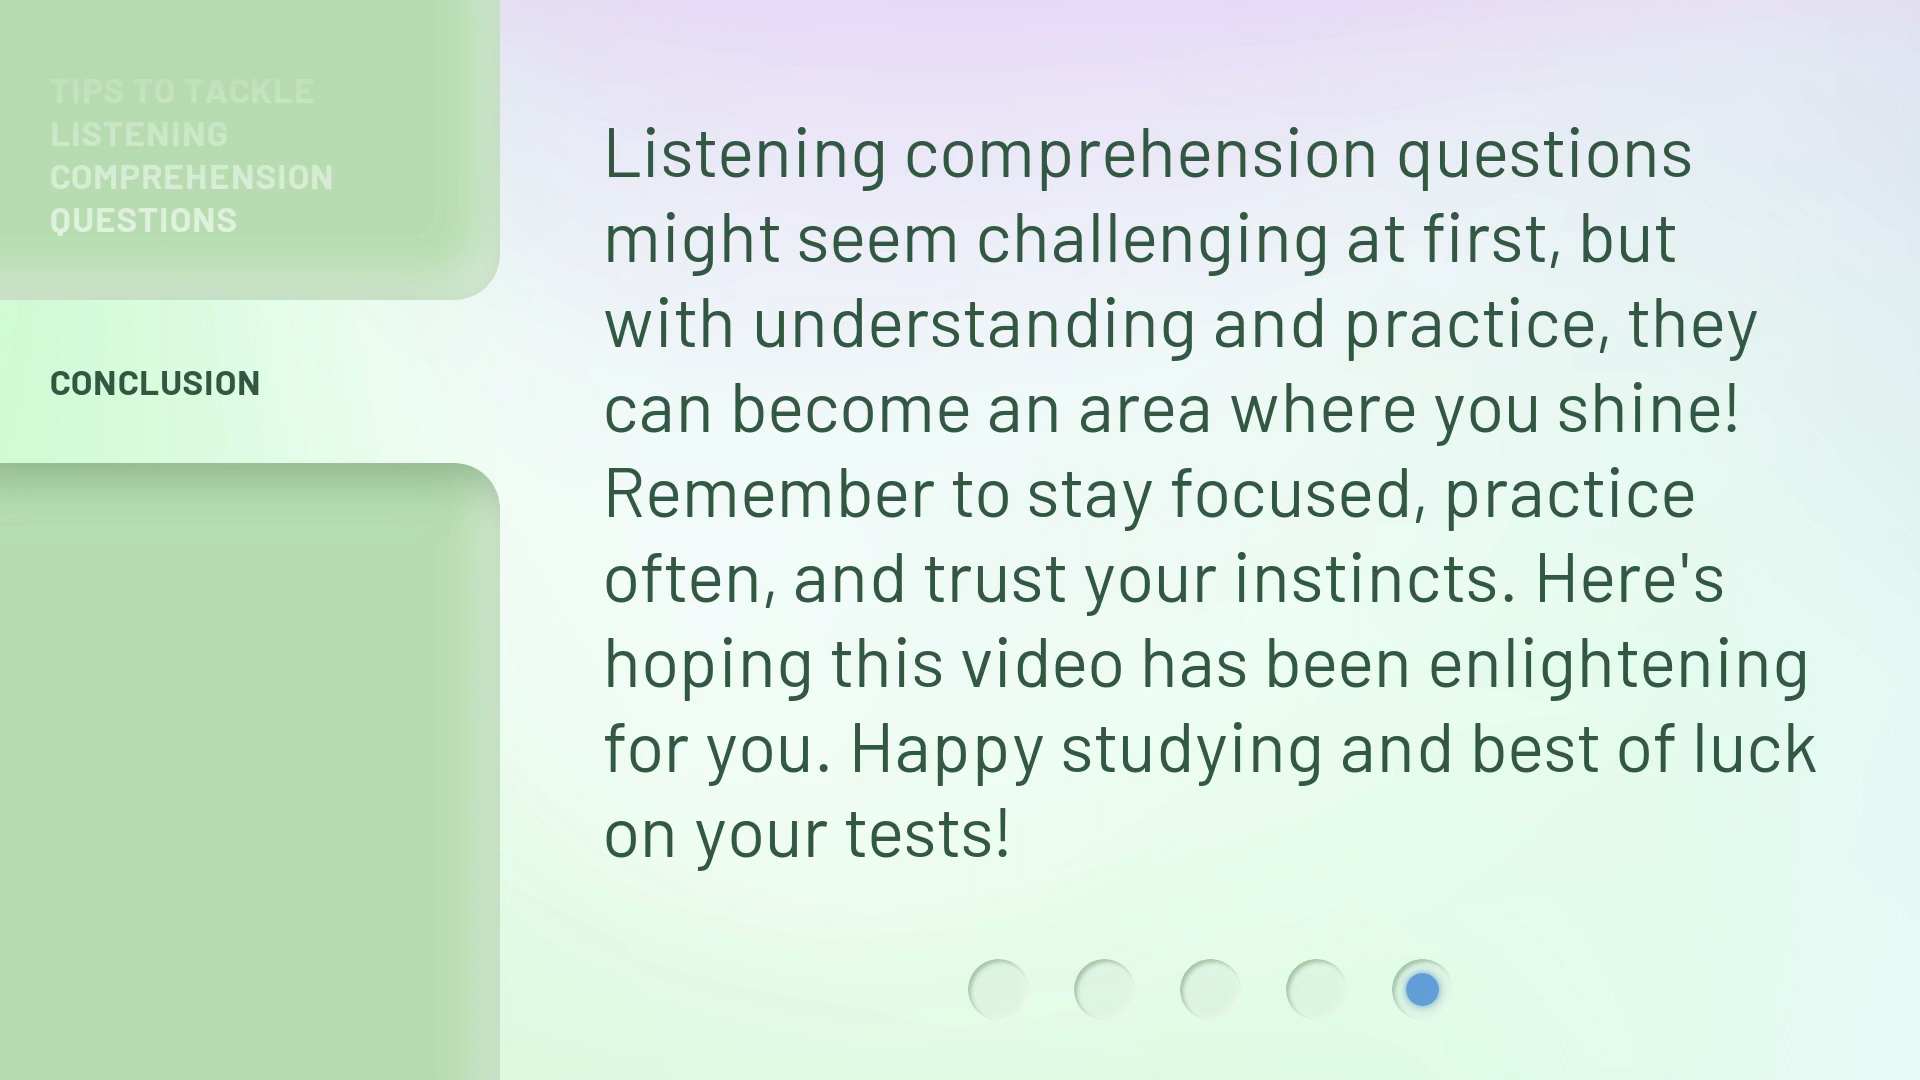 TIPS TO TACKLE
LISTENING
COMPREHENSION
QUESTIONS
CONCLUSION
Listening comprehension questions
might seem challenging at first, but
with understanding and practice, they
can become an area where you shine!
Remember to stay focused, practice
often, and trust your instincts. Here's
hoping this video has been enlightening
for you. Happy studying and best of luck
on your tests!